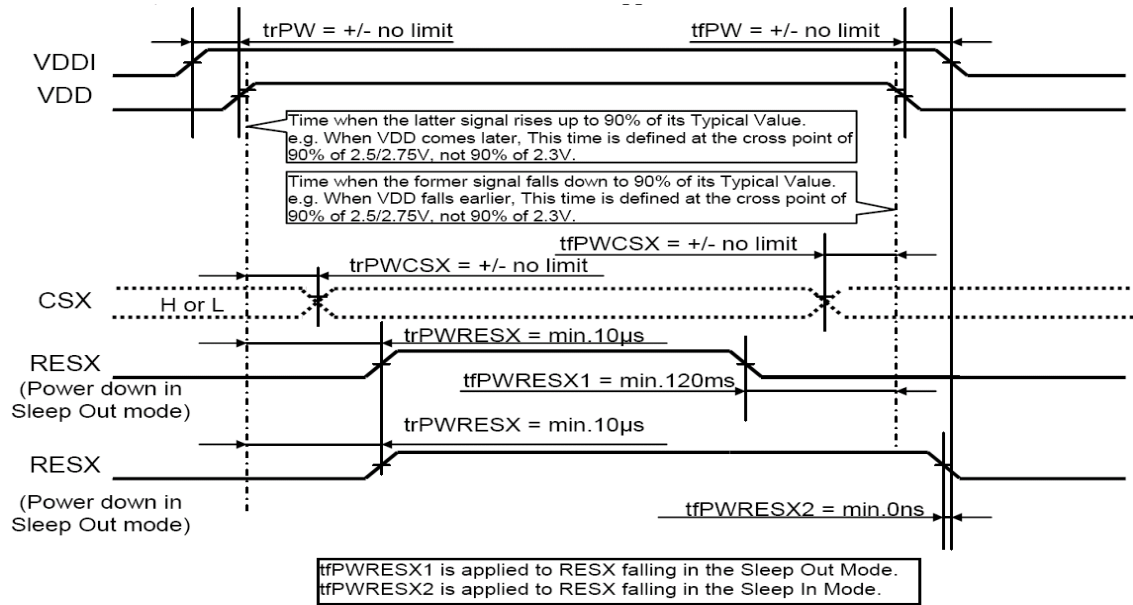 trPW = +/- no limit
tfPW = +/- no limit
VDDI
VDD
Time when the latter signal rises up to 90% of its Typical Value.
e.g. When VDD comes later, This time is defined at the cross point of
90% of 2.5/2.75V, not 90% of 2.3V.
Time when the former signal falls down to 90% of its Typical Value.
e.g. When VDD falls earlier, This time is defined at the cross point of
90% of 2.5/2.75V, not 90% of 2.3V.
tfPWCSX = +/- no limit
trPWCSX = +/- no limit
CSX
H or L
trPWRESX = min.10μs
RESX
(Power down in
Sleep Out mode)
tfPWRESX1 = min.120ms
trPWRESX = min.10μs
RESX
(Power down in
Sleep Out mode)
tfPWRESX2 = min.0ns
tfPWRESX1 is applied to RESX falling in the Sleep Out Mode.
tfPWRESX2 is applied to RESX falling in the Sleep In Mode.